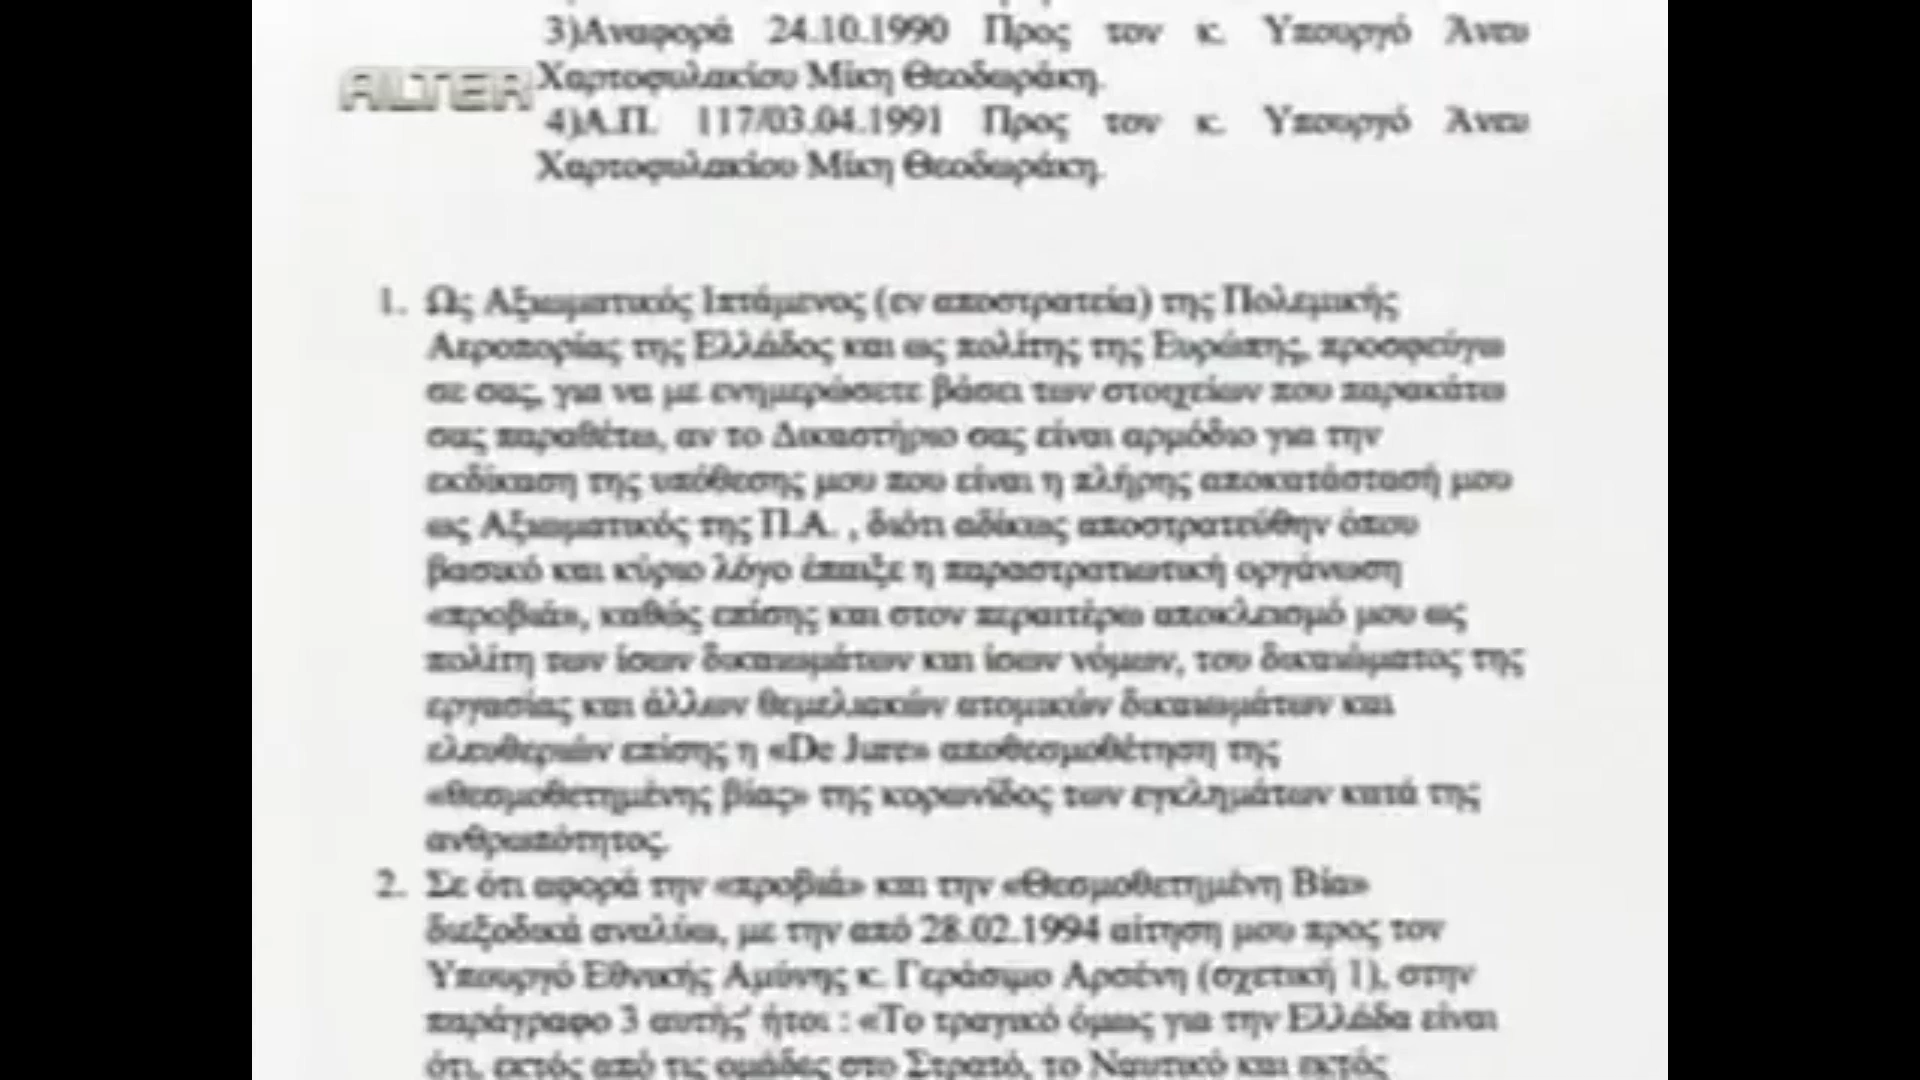 3)Αναφορά 24.10.1990 Προς τον κ. Υπουργό Άνευ
ALTER
Χαρτοφυλακίου Μίκη Θεοδωράκη.
4)Α.Π. 117/03.04.1991 Προς τον κ. Υπουργό Άνευ
Χαρτοφυλακίου Μίκη Θεοδωράκη.
1. Ως Αξιωματικός Ιπτάμενος (εν αποστρατεία) της Πολεμικής
Αεροπορίας της Ελλάδος και ως πολίτης της Ευρώπης, προσφεύγω
σε σας, για να με ενημερώσετε βάσει των στοιχείων που παρακάτω
σας παραθέτω, αν το Δικαστήριο σας είναι αρμόδιο για την
εκδίκαση της υπόθεσης μου που είναι η πλήρης αποκατάστασή μου
ως Αξιωματικός της Π.Α. , διότι αδίκως αποστρατεύθην όπου
βασικό και κύριο λόγο έπαιξε η παραστρατιωτική οργάνωση
«προβιά», καθώς επίσης και στον περαιτέρω αποκλεισμό μου ως
πολίτη των ίσων δικαιωμάτων και ίσων νόμων, του δικαιώματος της
εργασίας και άλλων θεμελιακών ατομικών δικαιωμάτων και
ελευθεριών επίσης η «De Jure» αποθεσμοθέτηση της
«θεσμοθετημένης βίας» της κορωνίδος των εγκλημάτων κατά της
ανθρωπότητος.
2. Σε ότι αφορά την «προβιά» και την «Θεσμοθετημένη Βία»
διεξοδικά αναλύω, με την από 28.02.1994 αίτηση μου προς τον
Υπουργό Εθνικής Αμύνης κ. Γεράσιμο Αρσένη (σχετική 1), στην
παράγραφο 3 αυτής' ήτοι : «Το τραγικό όμως για την Ελλάδα είναι
ότι, εκτός από τις ομάδες στο Στρατό, το Ναυτικό και εκτός